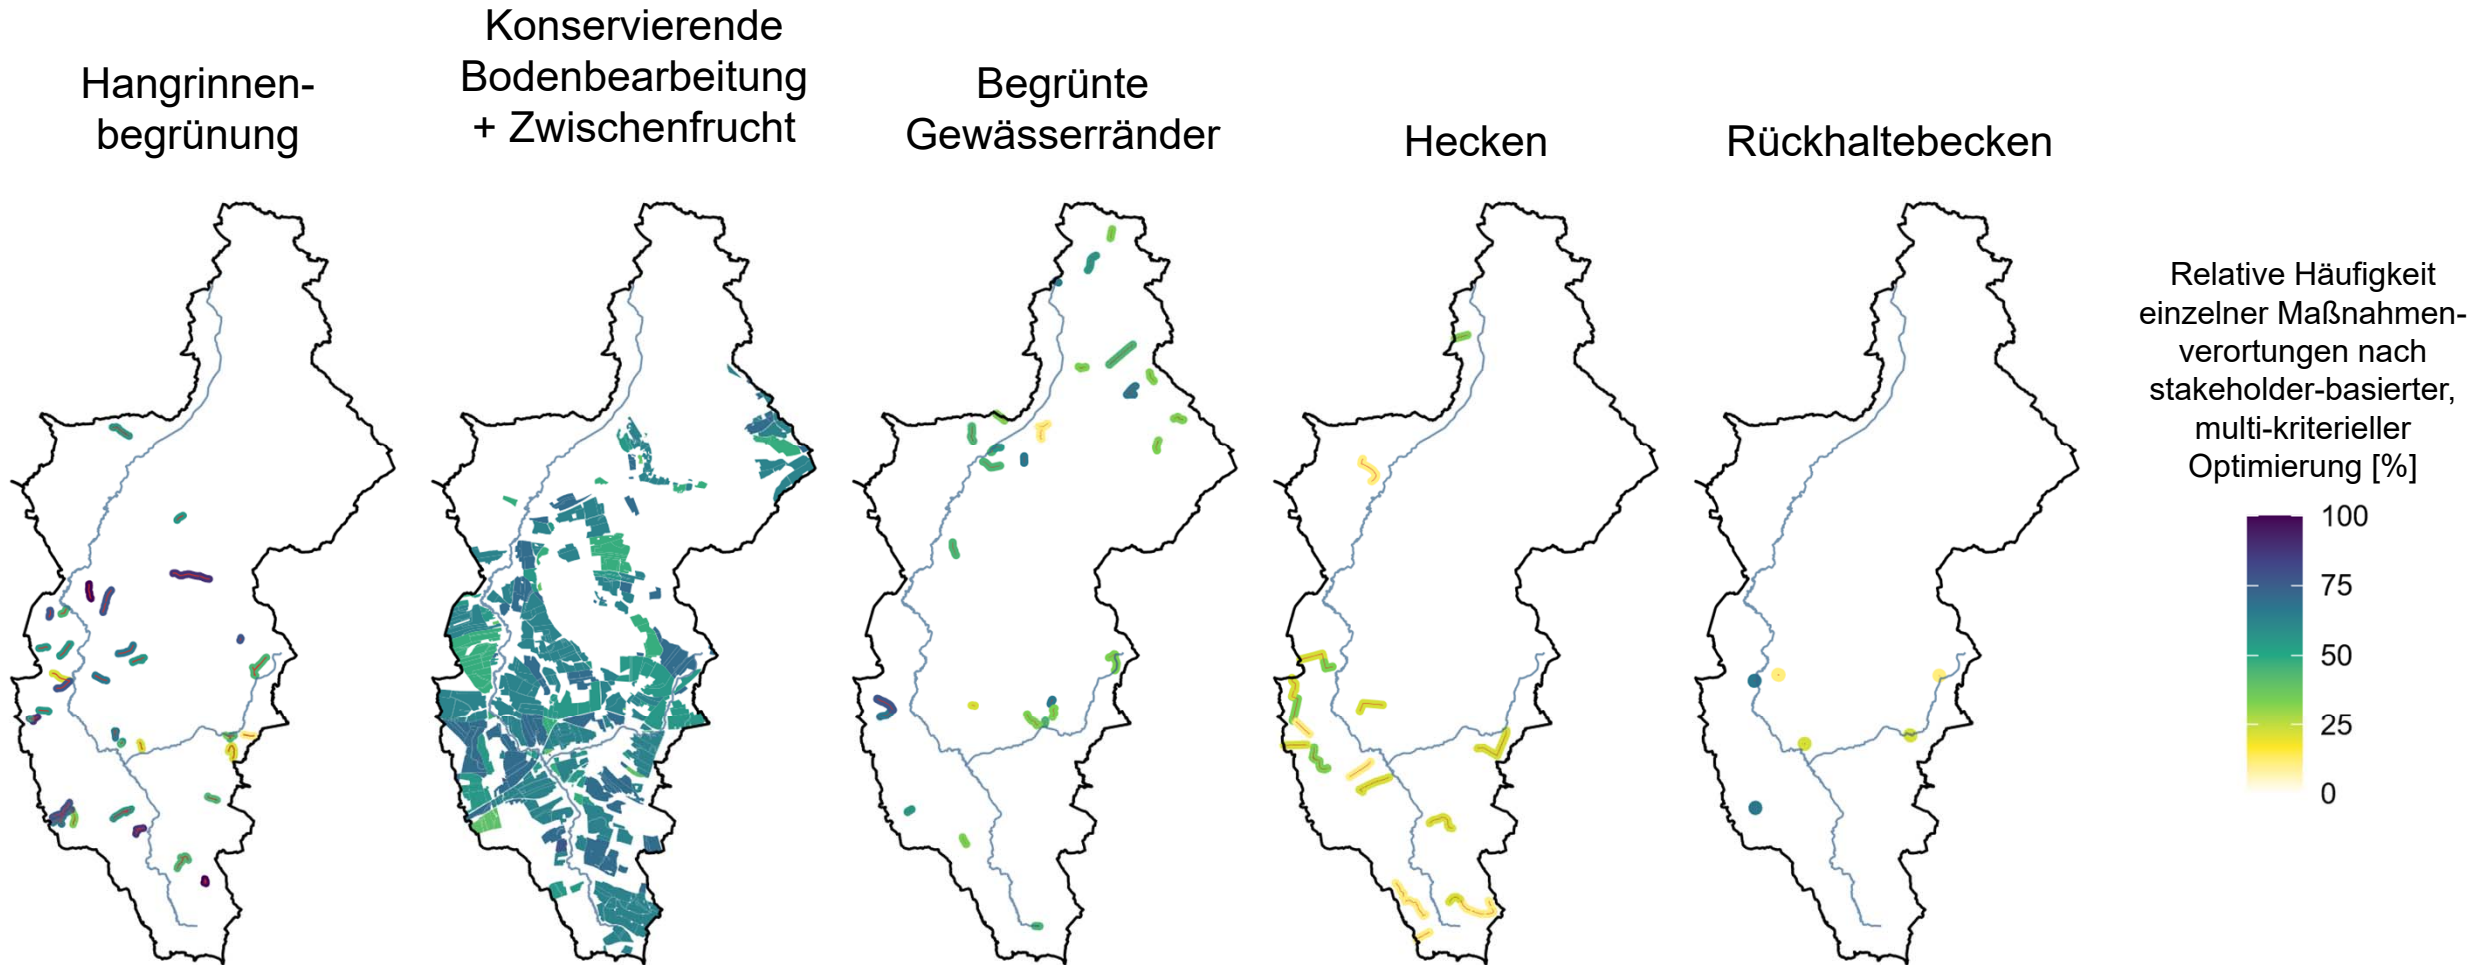 Hangrinnen-
begrünung
Konservierende
Bodenbearbeitung
+ Zwischenfrucht
Begrünte
Gewässerränder
Hecken
Rückhaltebecken
Relative Häufigkeit
einzelner Maßnahmen-
verortungen nach
stakeholder-basierter,
multi-kriterieller
Optimierung [%]
100
75
50
25
0